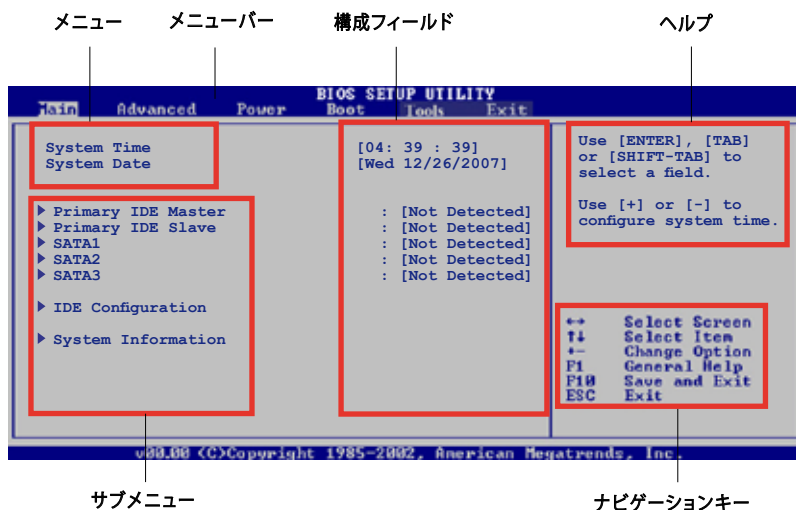 メニュー メニューバー 構成フィールド ヘルプ
BIOS SETUP UTILITY
Main Advanced Power Boot Tools Exit
System Time [04: 39 : 39]
System Date [Wed 12/26/2007]
Use [ENTER], [TAB]
or [SHIFT-TAB] to
select a field.
Use [+] or [-] to
configure system time.
Primary IDE Master : [Not Detected]
Primary IDE Slave : [Not Detected]
SATA1 : [Not Detected]
SATA2 : [Not Detected]
SATA3 : [Not Detected]
IDE Configuration
System Information
↔ Select Screen
↑↓ Select Item
+- Change Option
F1 General Help
F10 Save and Exit
ESC Exit
v00.00 (C)Copyright 1985-2002, American Megatrends, Inc.
サブメニュー ナビゲーションキー